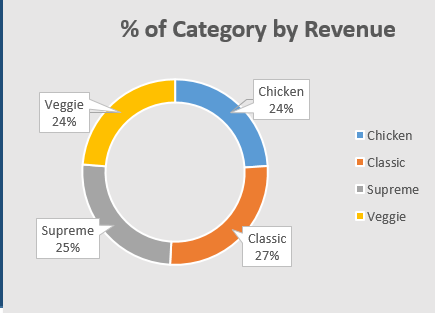 % of Category by Revenue
Veggie
24%
Chicken
24%
Supreme
25%
Classic
27%
Chicken
Classic
Supreme
Veggie